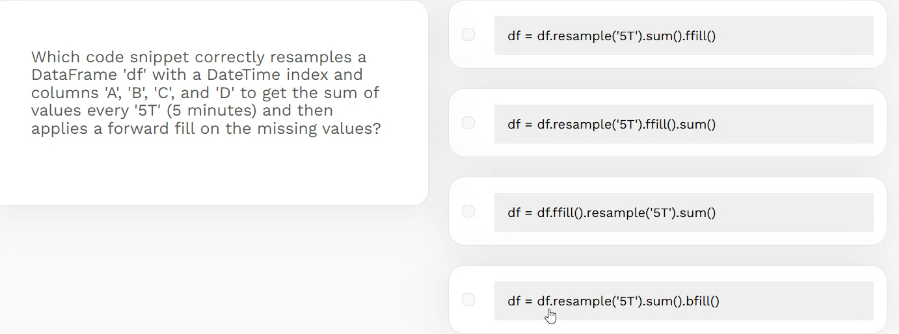 Which code snippet correctly resamples a
DataFrame 'df' with a DateTime index and
columns 'A', 'B', 'C', and 'D' to get the sum of
values every '5T' (5 minutes) and then
applies a forward fill on the missing values?
df = df.resample('5T').sum().ffill()
df = df.resample('5T').ffill().sum()
df = df.ffill().resample('5T').sum()
df = df.resample('5T').sum().bfill()